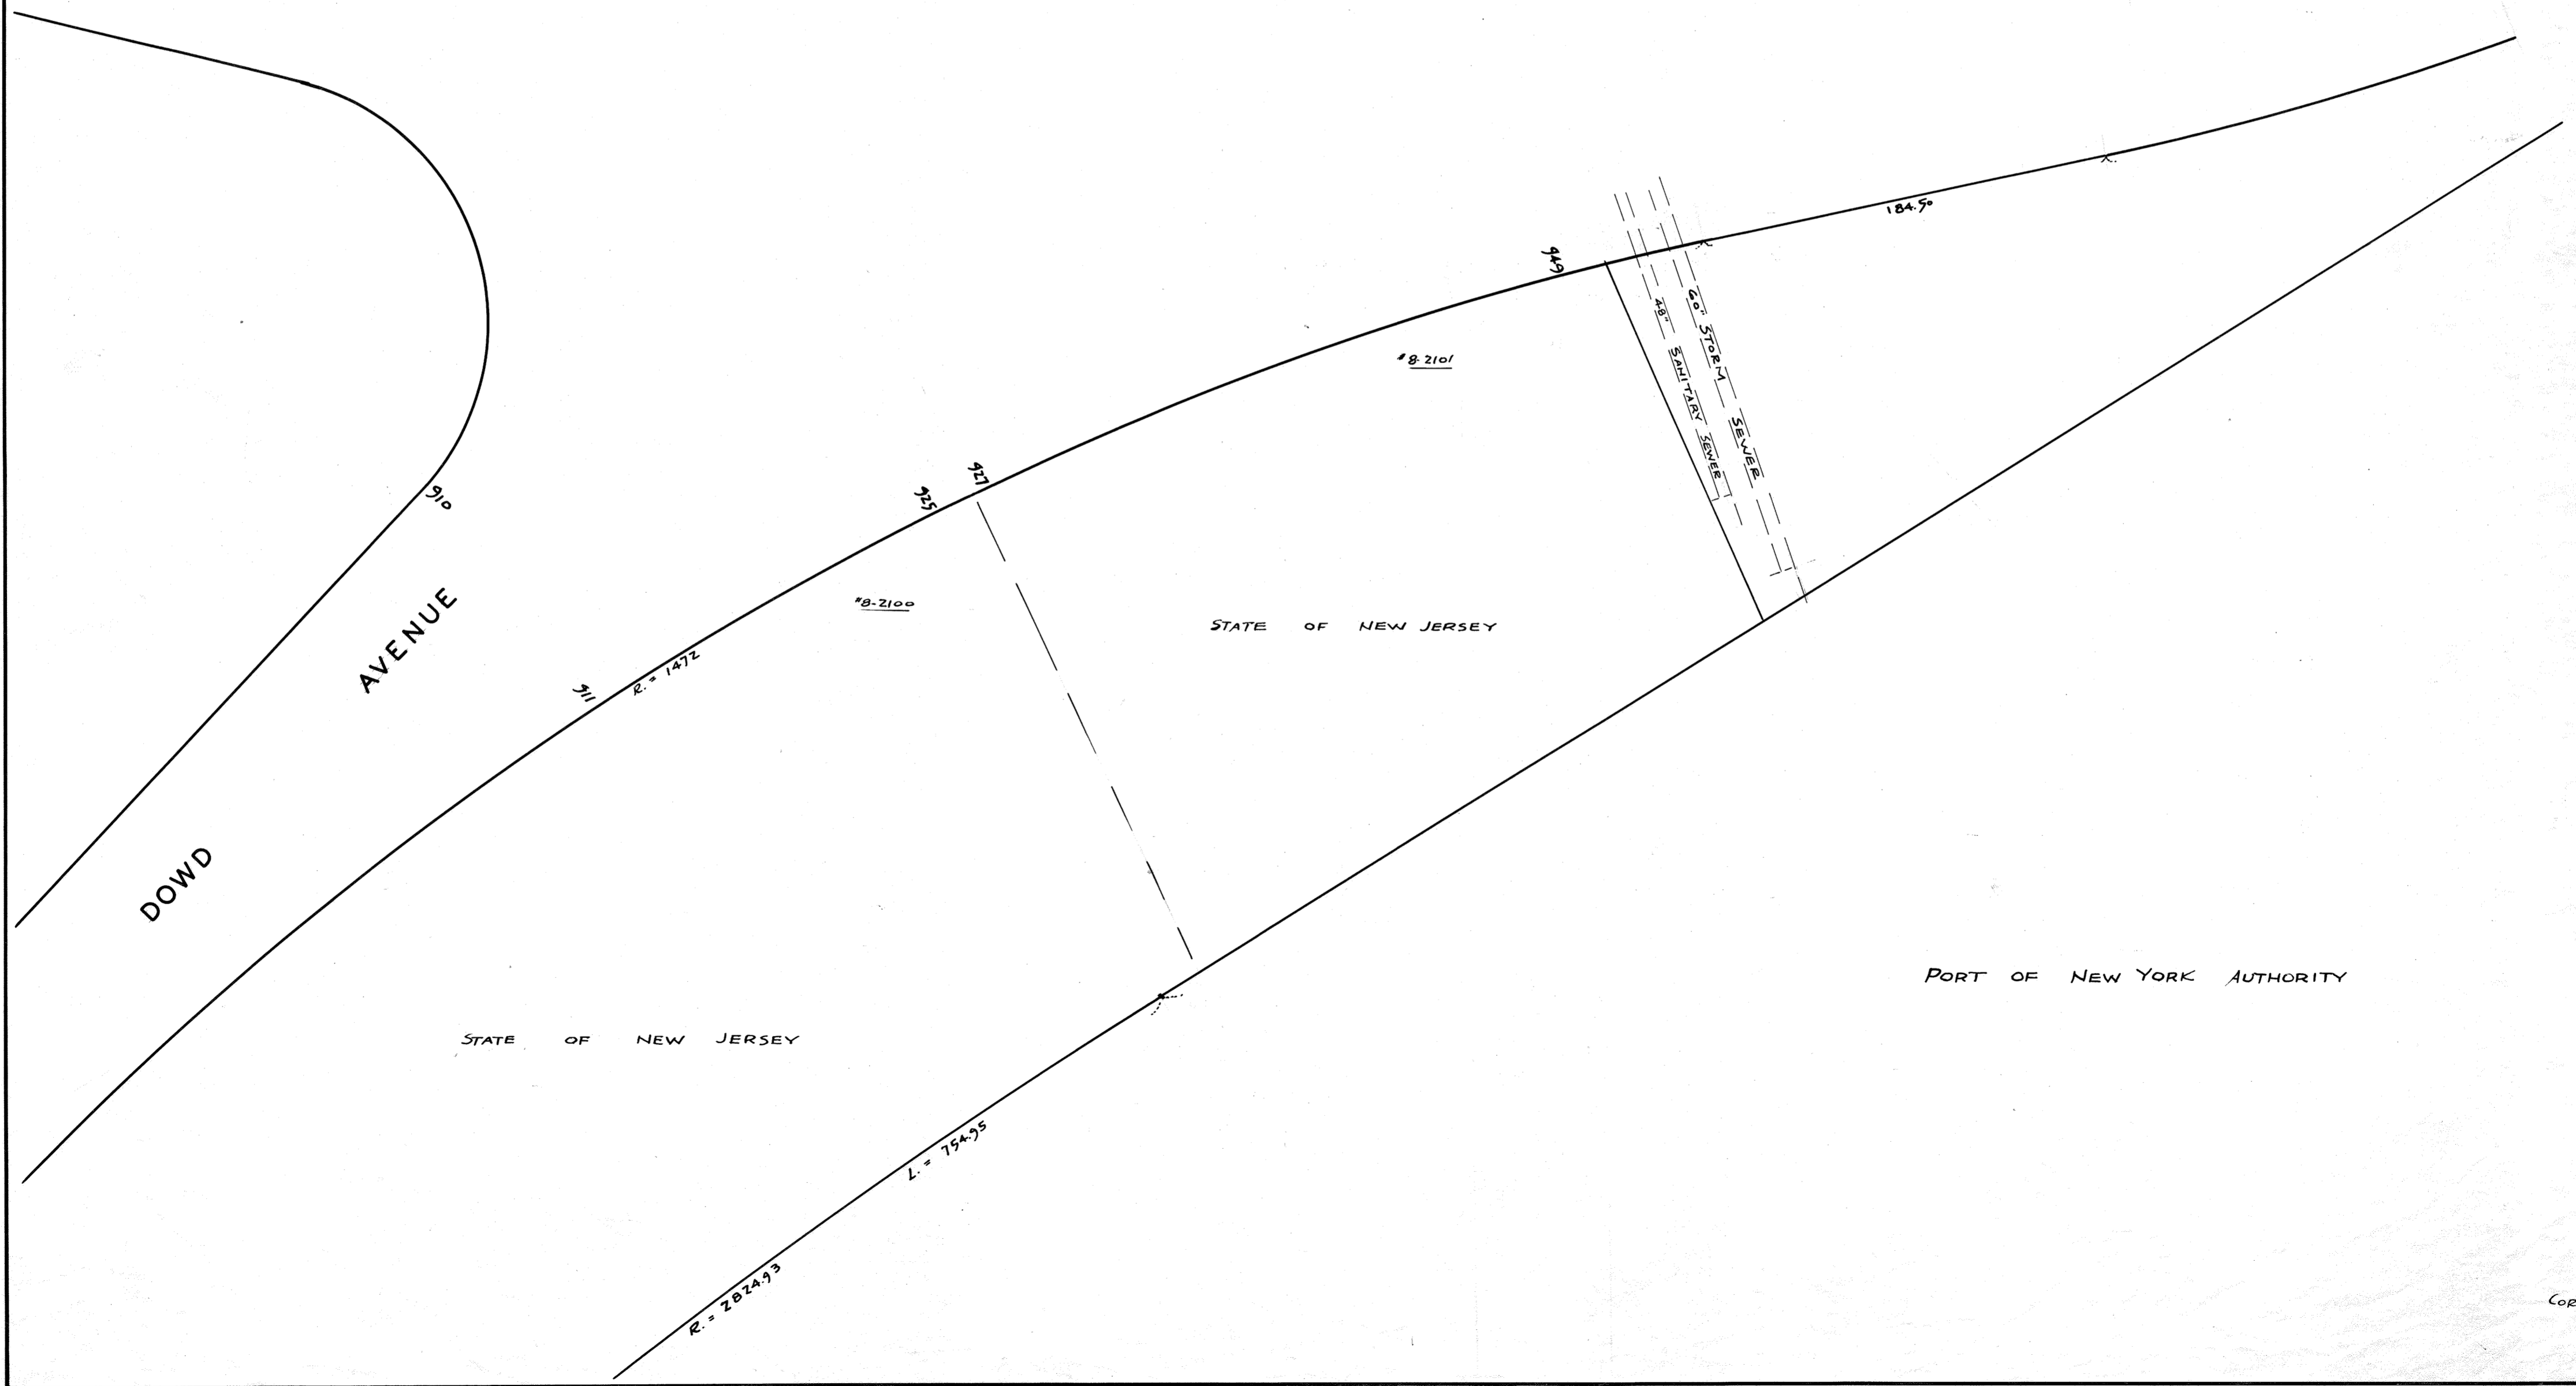 184.50
949
60" STORM SEWER
48" SANITARY SEWER
#8-2101
927
925
910
#8-2100
AVENUE
STATE OF NEW JERSEY
911
R. = 1472
DOWD
PORT OF NEW YORK AUTHORITY
STATE OF NEW JERSEY
L. = 754.95
R. = 2824.93
COR